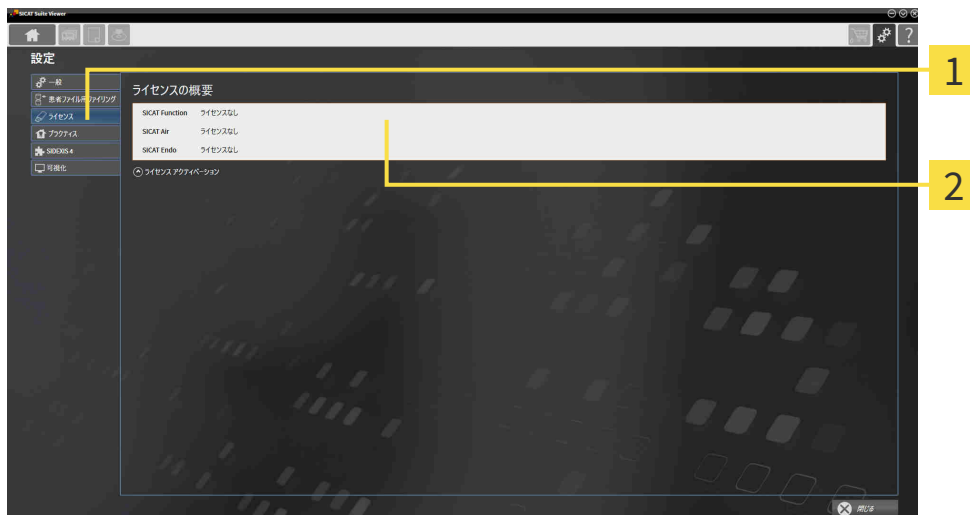 SICAT Suite Viewer
設定
一般
患者ファイル用ファイリング
ライセンス
プラクティス
SIDEXIS 4
可視化
ライセンスの概要
SICAT Function ライセンスなし
SICAT Air ライセンスなし
SICAT Endo ライセンスなし
ライセンス アクティベーション
閉じる
?
1
2